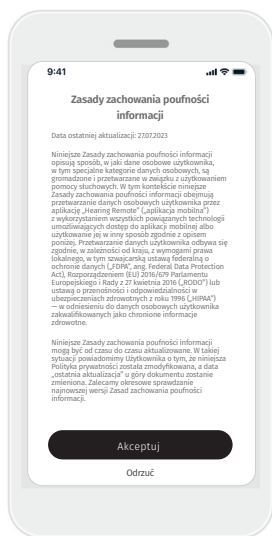 9:41
Zasady zachowania poufności
informacji
Data ostatniej aktualizacji: 27.07.2023
Niniejsze Zasady zachowania poufności informacji
opisują sposób, w jaki dane osobowe użytkownika,
w tym specjalne kategorie danych osobowych, są
gromadzone i przetwarzane w związku z użytkowaniem
pomocy słuchowych. W tym kontekście niniejsze
Zasady zachowania poufności informacji obejmują
przetwarzanie danych osobowych użytkownika przez
aplikację „Hearing Remote” („aplikacja mobilna”)
z wykorzystaniem wszystkich powiązanych technologii
umożliwiających dostęp do aplikacji mobilnej albo
użytkowanie jej w inny sposób zgodnie z opisem
poniżej. Przetwarzanie danych użytkownika odbywa się
zgodnie, w zależności od kraju, z wymogami prawa
lokalnego, w tym szwajcarską ustawą federalną o
ochronie danych („FDPA”, ang. Federal Data Protection
Act), Rozporządzeniem (EU) 2016/679 Parlamentu
Europejskiego i Rady z 27 kwietnia 2016 („RODO”) lub
ustawą o przenośności i odpowiedzialności w
ubezpieczeniach zdrowotnych z roku 1996 („HIPAA”)
— w odniesieniu do danych osobowych użytkownika
zakwalifikowanych jako chronione informacje
zdrowotne.
Niniejsze Zasady zachowania poufności informacji
mogą być od czasu do czasu aktualizowane. W takiej
sytuacji powiadomimy Użytkownika o tym, że niniejsza
Polityka prywatności została zmodyfikowana, a data
„ostatnia aktualizacja” u góry dokumentu zostanie
zmieniona. Zalecamy okresowe sprawdzanie
najnowszej wersji Zasad zachowania poufności
informacji.
Akceptuj
Odrzuć